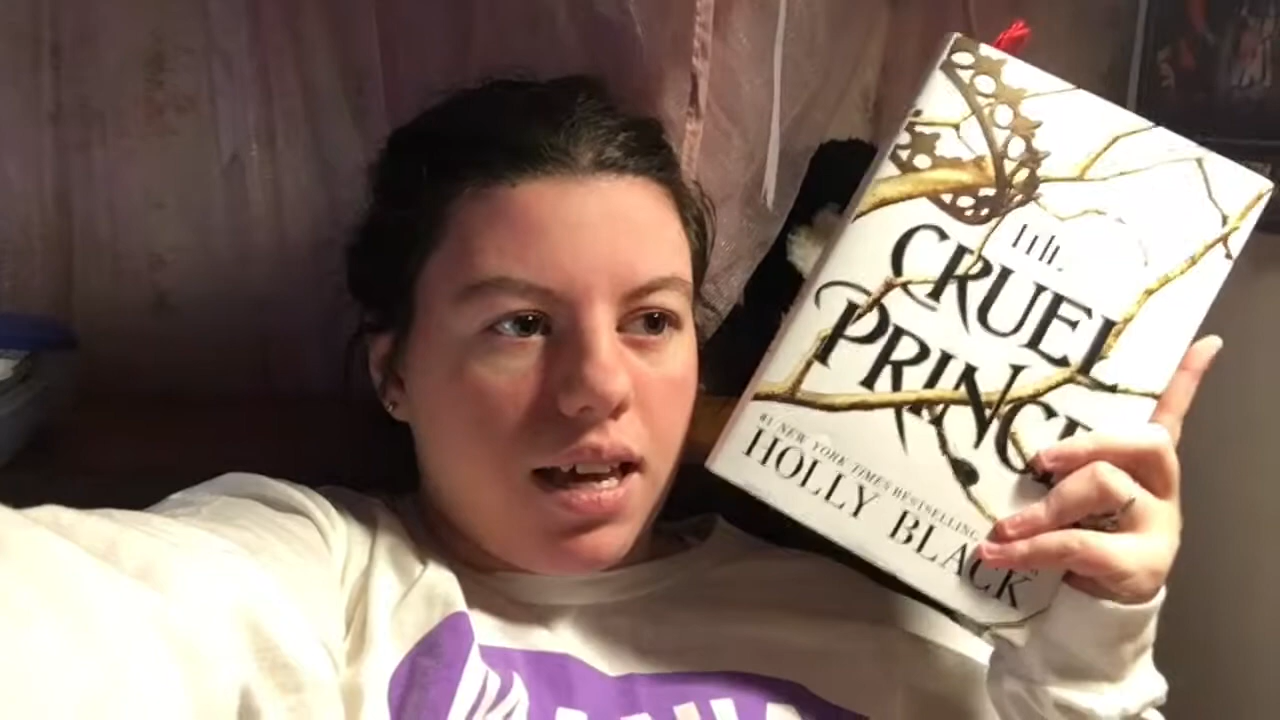 THE
CRUEL
PRINCE
#1 NEW YORK TIMES BESTSELLING
HOLLY BLACK